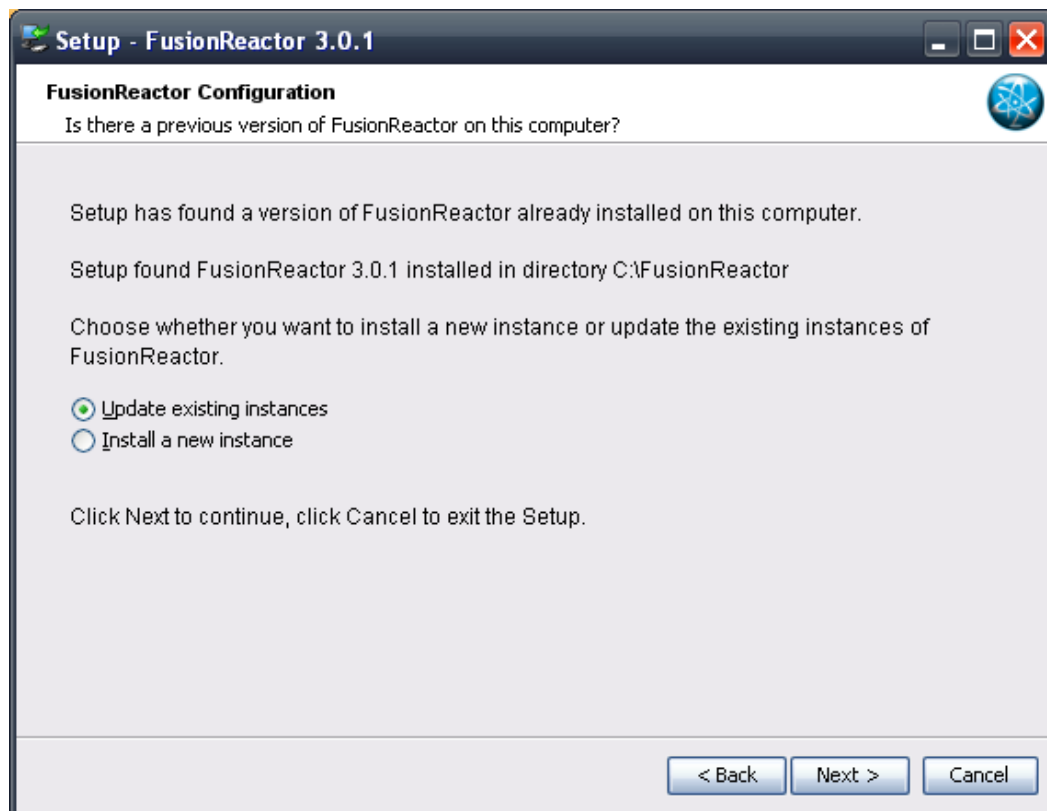 Setup - FusionReactor 3.0.1
FusionReactor Configuration
Is there a previous version of FusionReactor on this computer?
Setup has found a version of FusionReactor already installed on this computer.
Setup found FusionReactor 3.0.1 installed in directory C:\FusionReactor
Choose whether you want to install a new instance or update the existing instances of
FusionReactor.
Update existing instances
Install a new instance
Click Next to continue, click Cancel to exit the Setup.
< Back Next > Cancel